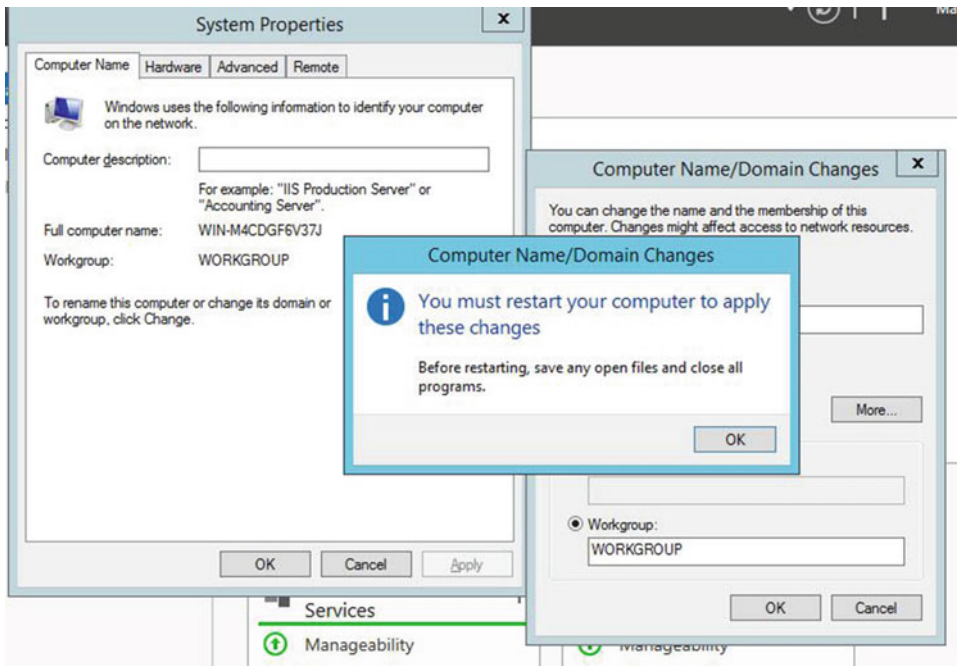 Ma
System Properties
x
Computer Name Hardware Advanced Remote
Windows uses the following information to identify your computer
on the network.
Computer description:
For example: "IIS Production Server" or
"Accounting Server".
Full computer name: WIN-M4CDGF6V37J
Workgroup: WORKGROUP
To rename this computer or change its domain or
workgroup, click Change.
OK Cancel Apply
Computer Name/Domain Changes
x
You can change the name and the membership of this
computer. Changes might affect access to network resources.
More...
Workgroup:
WORKGROUP
OK Cancel
Computer Name/Domain Changes
You must restart your computer to apply
these changes
Before restarting, save any open files and close all
programs.
OK
Services
Manageability
Manageability